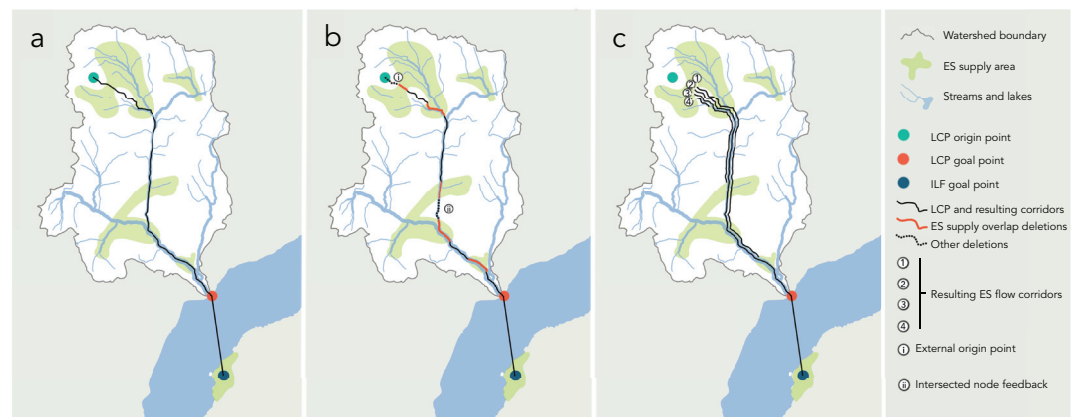 a
b
c
i
ii
1
2
3
4
Watershed boundary
ES supply area
Streams and lakes
LCP origin point
LCP goal point
ILF goal point
LCP and resulting corridors
ES supply overlap deletions
Other deletions
1
2
3
4
Resulting ES flow corridors
i External origin point
ii Intersected node feedback